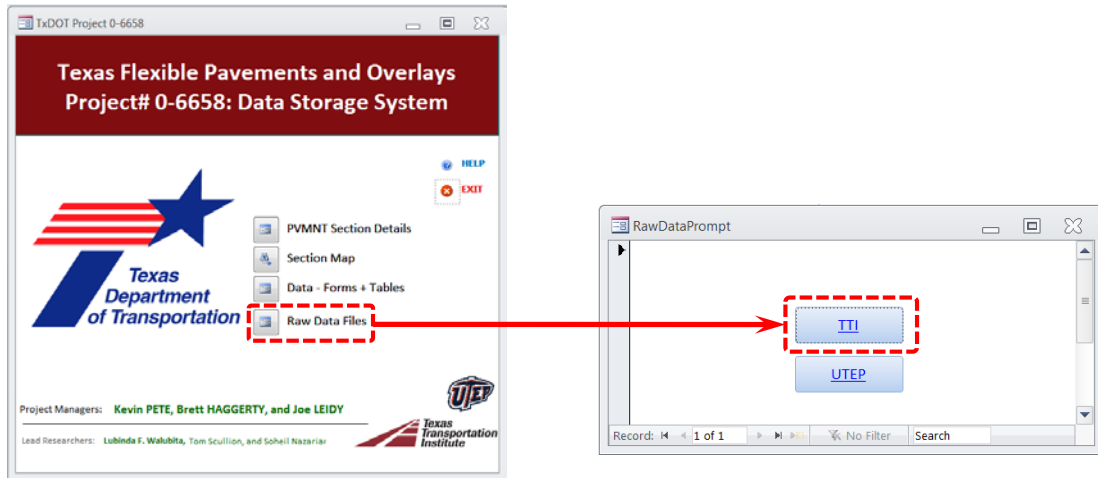 TxDOT Project 0-6658
Texas Flexible Pavements and Overlays
Project# 0-6658: Data Storage System
HELP
EXIT
PVMNT Section Details
Section Map
Data - Forms + Tables
Raw Data Files
Texas
Department
of Transportation
UTEP
Project Managers: Kevin PETE, Brett HAGGERTY, and Joe LEIDY
Texas
Transportation
Institute
Lead Researchers: Lubinda F. Walubita, Tom Scullion, and Soheil Nazarian
RawDataPrompt
TTI
UTEP
Record: 1 of 1 No Filter Search